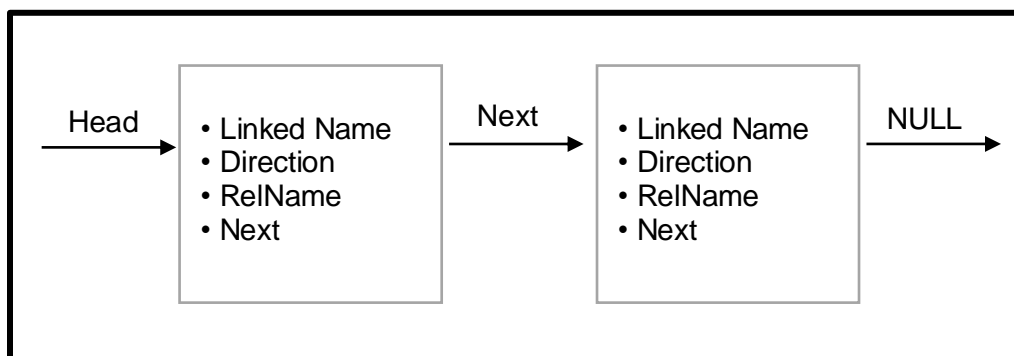 Head
• Linked Name
• Direction
• RelName
• Next
Next
• Linked Name
• Direction
• RelName
• Next
NULL